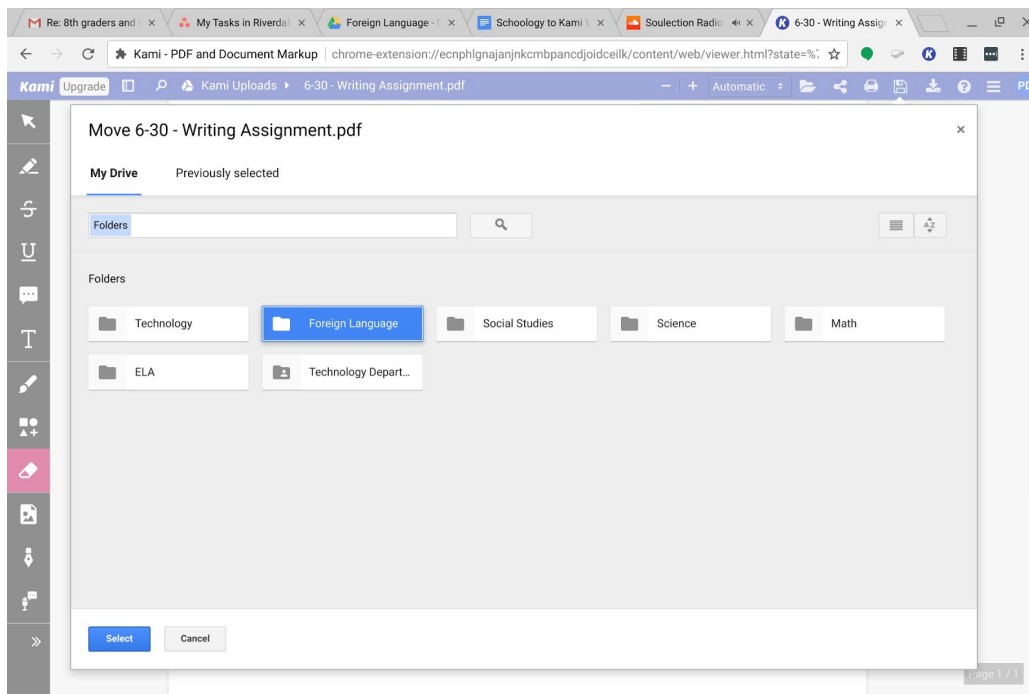 Re: 8th graders and
My Tasks in Riverdal
Foreign Language -
Schoology to Kami
Soulection Radio
6-30 - Writing Assign
Kami - PDF and Document Markup
chrome-extension://ecnphlgnajanjnkcmbpancdjoidceilk/content/web/viewer.html?state=%7
Kami
Upgrade
Kami Uploads
6-30 - Writing Assignment.pdf
Automatic
Move 6-30 - Writing Assignment.pdf
My Drive
Previously selected
Folders
AZ
Folders
Technology
Foreign Language
Social Studies
Science
Math
ELA
Technology Depart...
U
T
Select
Cancel
Page 1 / 1